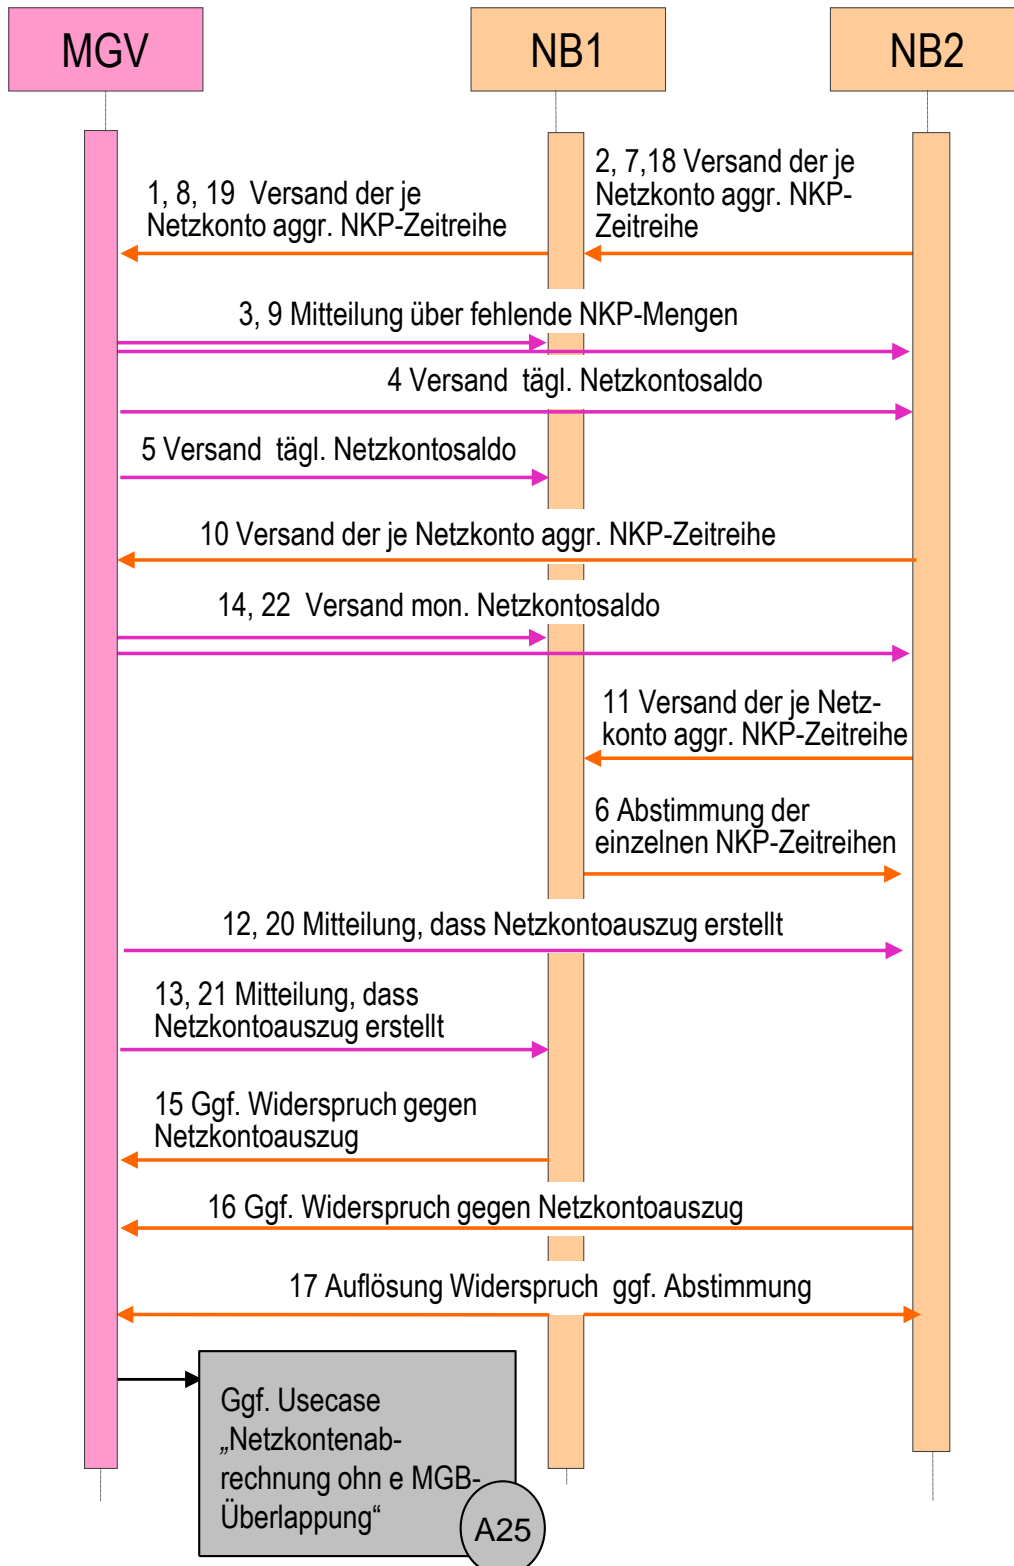 MGV
NB1
NB2
2, 7,18 Versand der je
Netzkonto aggr. NKP-
Zeitreihe
1, 8, 19  Versand der je
Netzkonto aggr. NKP-Zeitreihe
3, 9 Mitteilung über fehlende NKP-Mengen
4 Versand  tägl. Netzkontosaldo
5 Versand  tägl. Netzkontosaldo
10 Versand der je Netzkonto aggr. NKP-Zeitreihe
14, 22  Versand mon. Netzkontosaldo
11 Versand der je Netz-
konto aggr. NKP-Zeitreihe
6 Abstimmung der
einzelnen NKP-Zeitreihen
12, 20 Mitteilung, dass Netzkontoauszug erstellt
13, 21 Mitteilung, dass
Netzkontoauszug erstellt
15 Ggf. Widerspruch gegen
Netzkontoauszug
16 Ggf. Widerspruch gegen Netzkontoauszug
17 Auflösung Widerspruch  ggf. Abstimmung
Ggf. Usecase
„Netzkontenab-
rechnung ohn e MGB-
Überlappung“
A25